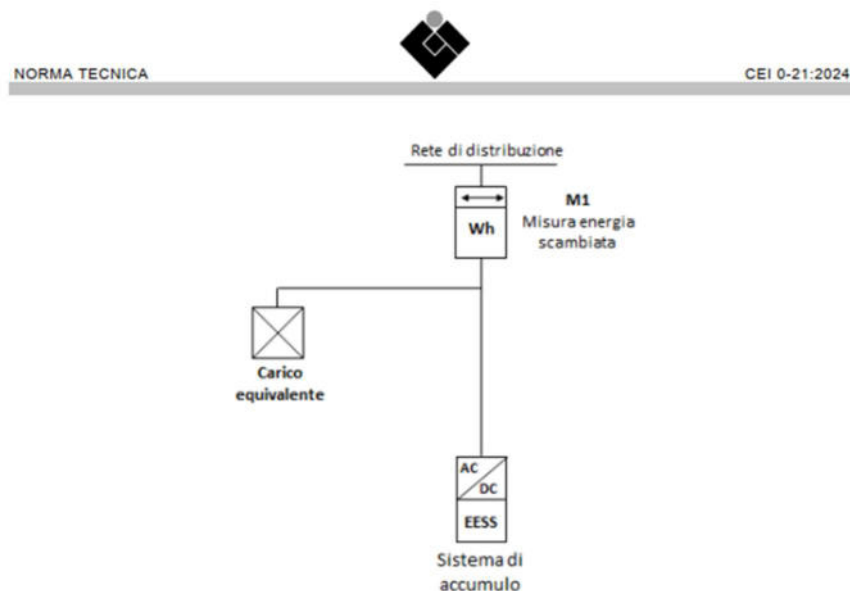 NORMA TECNICA
CEI 0-21:2024
Rete di distribuzione
Wh
M1
Misura energia
scambiata
Carico
equivalente
AC
DC
EESS
Sistema di
accumulo